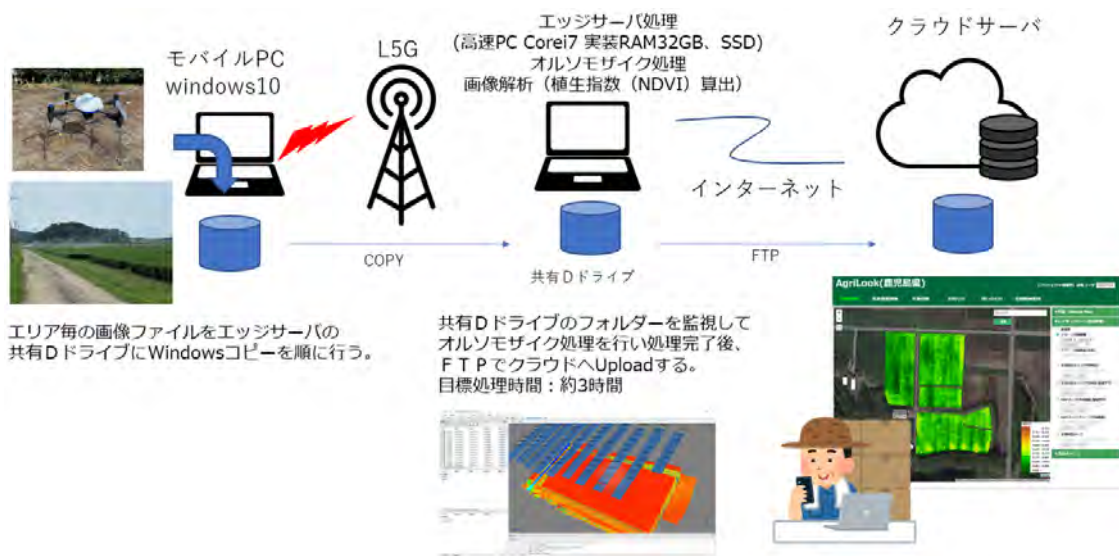 モバイルPC
windows10
L5G
エッジサーバ処理
(高速PC Corei7 実装RAM32GB、SSD)
オルソモザイク処理
画像解析（植生指数（NDVI）算出）
クラウドサーバ
インターネット
COPY
共有Ｄドライブ
FTP
エリア毎の画像ファイルをエッジサーバの
共有ＤドライブにWindowsコピーを順に行う。
共有Ｄドライブのフォルダーを監視して
オルソモザイク処理を行い処理完了後、
ＦＴＰでクラウドへUploadする。
目標処理時間：約3時間
AgriLook(鹿児島県)